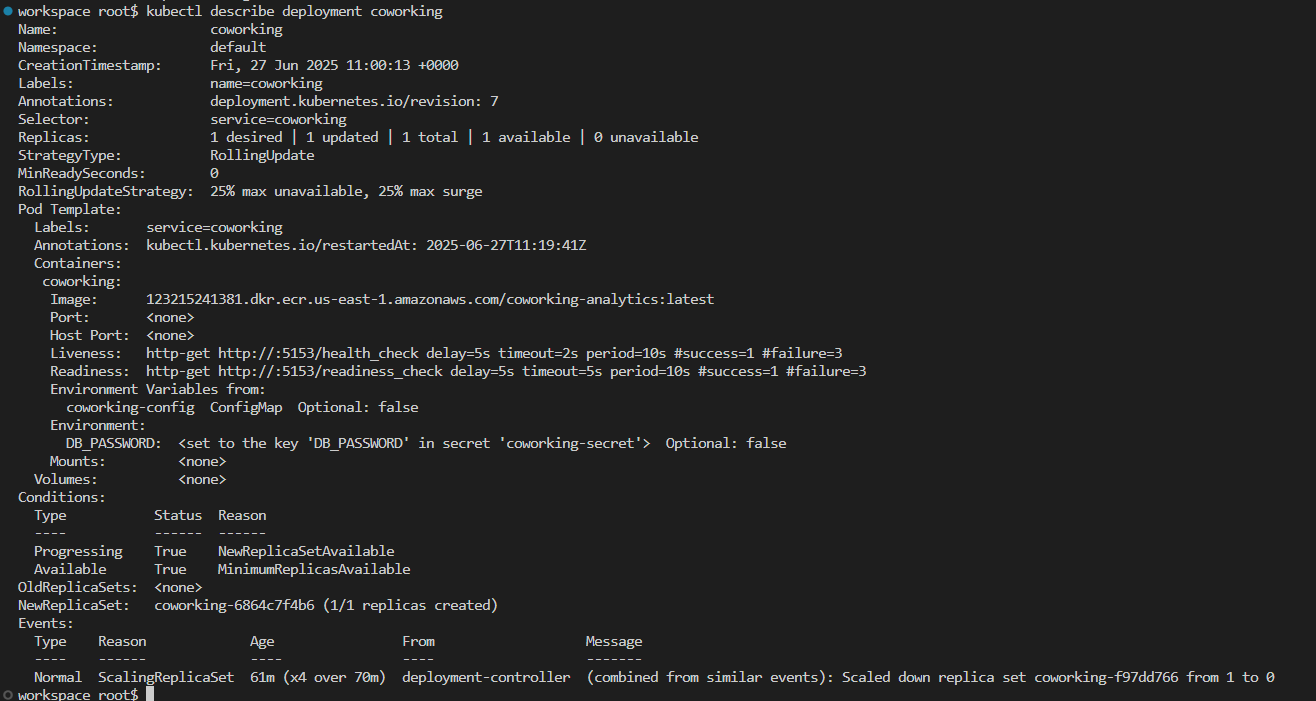 workspace root$ kubectl describe deployment coworking
Name:                   coworking
Namespace:              default
CreationTimestamp:      Fri, 27 Jun 2025 11:00:13 +0000
Labels:                 name=coworking
Annotations:            deployment.kubernetes.io/revision: 7
Selector:               service=coworking
Replicas:               1 desired | 1 updated | 1 total | 1 available | 0 unavailable
StrategyType:           RollingUpdate
MinReadySeconds:        0
RollingUpdateStrategy:  25% max unavailable, 25% max surge
Pod Template:
  Labels:       service=coworking
  Annotations:  kubectl.kubernetes.io/restartedAt: 2025-06-27T11:19:41Z
  Containers:
   coworking:
    Image:      123215241381.dkr.ecr.us-east-1.amazonaws.com/coworking-analytics:latest
    Port:       <none>
    Host Port:  <none>
    Liveness:   http-get http://:5153/health_check delay=5s timeout=2s period=10s #success=1 #failure=3
    Readiness:  http-get http://:5153/readiness_check delay=5s timeout=5s period=10s #success=1 #failure=3
    Environment Variables from:
      coworking-config  ConfigMap  Optional: false
    Environment:
      DB_PASSWORD:  <set to the key 'DB_PASSWORD' in secret 'coworking-secret'>  Optional: false
    Mounts:         <none>
  Volumes:          <none>
Conditions:
  Type           Status  Reason
  ----           ------  ------
  Progressing    True    NewReplicaSetAvailable
  Available      True    MinimumReplicasAvailable
OldReplicaSets:  <none>
NewReplicaSet:   coworking-6864c7f4b6 (1/1 replicas created)
Events:
  Type    Reason             Age                 From                   Message
  ----    ------             ----                ----                   -------
  Normal  ScalingReplicaSet  61m (x4 over 70m)  deployment-controller  (combined from similar events): Scaled down replica set coworking-f97dd766 from 1 to 0
workspace root$